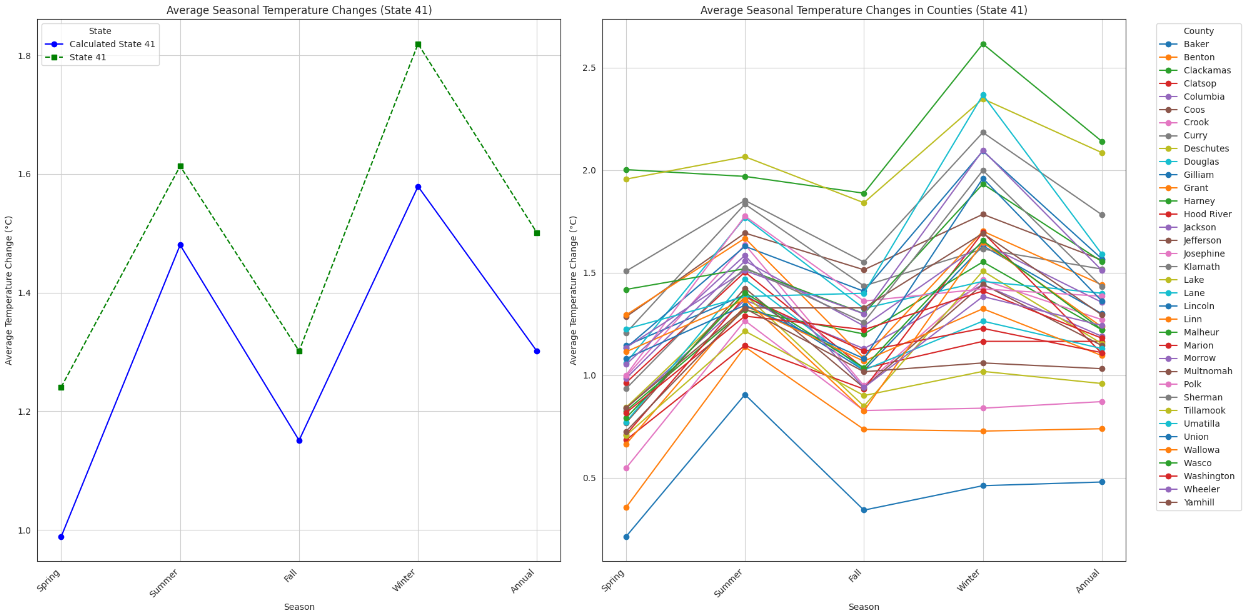 Average Seasonal Temperature Changes (State 41)
State
Calculated State 41
State 41
1.8
1.6
1.4
1.2
1.0
Average Temperature Change (°C)
Spring
Summer
Fall
Winter
Annual
Season
Average Seasonal Temperature Changes in Counties (State 41)
2.5
2.0
1.5
1.0
0.5
Average Temperature Change (°C)
Spring
Summer
Fall
Winter
Annual
Season
County
Baker
Benton
Clackamas
Clatsop
Columbia
Coos
Crook
Curry
Deschutes
Douglas
Gilliam
Grant
Harney
Hood River
Jackson
Jefferson
Josephine
Klamath
Lake
Lane
Lincoln
Linn
Malheur
Marion
Morrow
Multnomah
Polk
Sherman
Tillamook
Umatilla
Union
Wallowa
Wasco
Washington
Wheeler
Yamhill